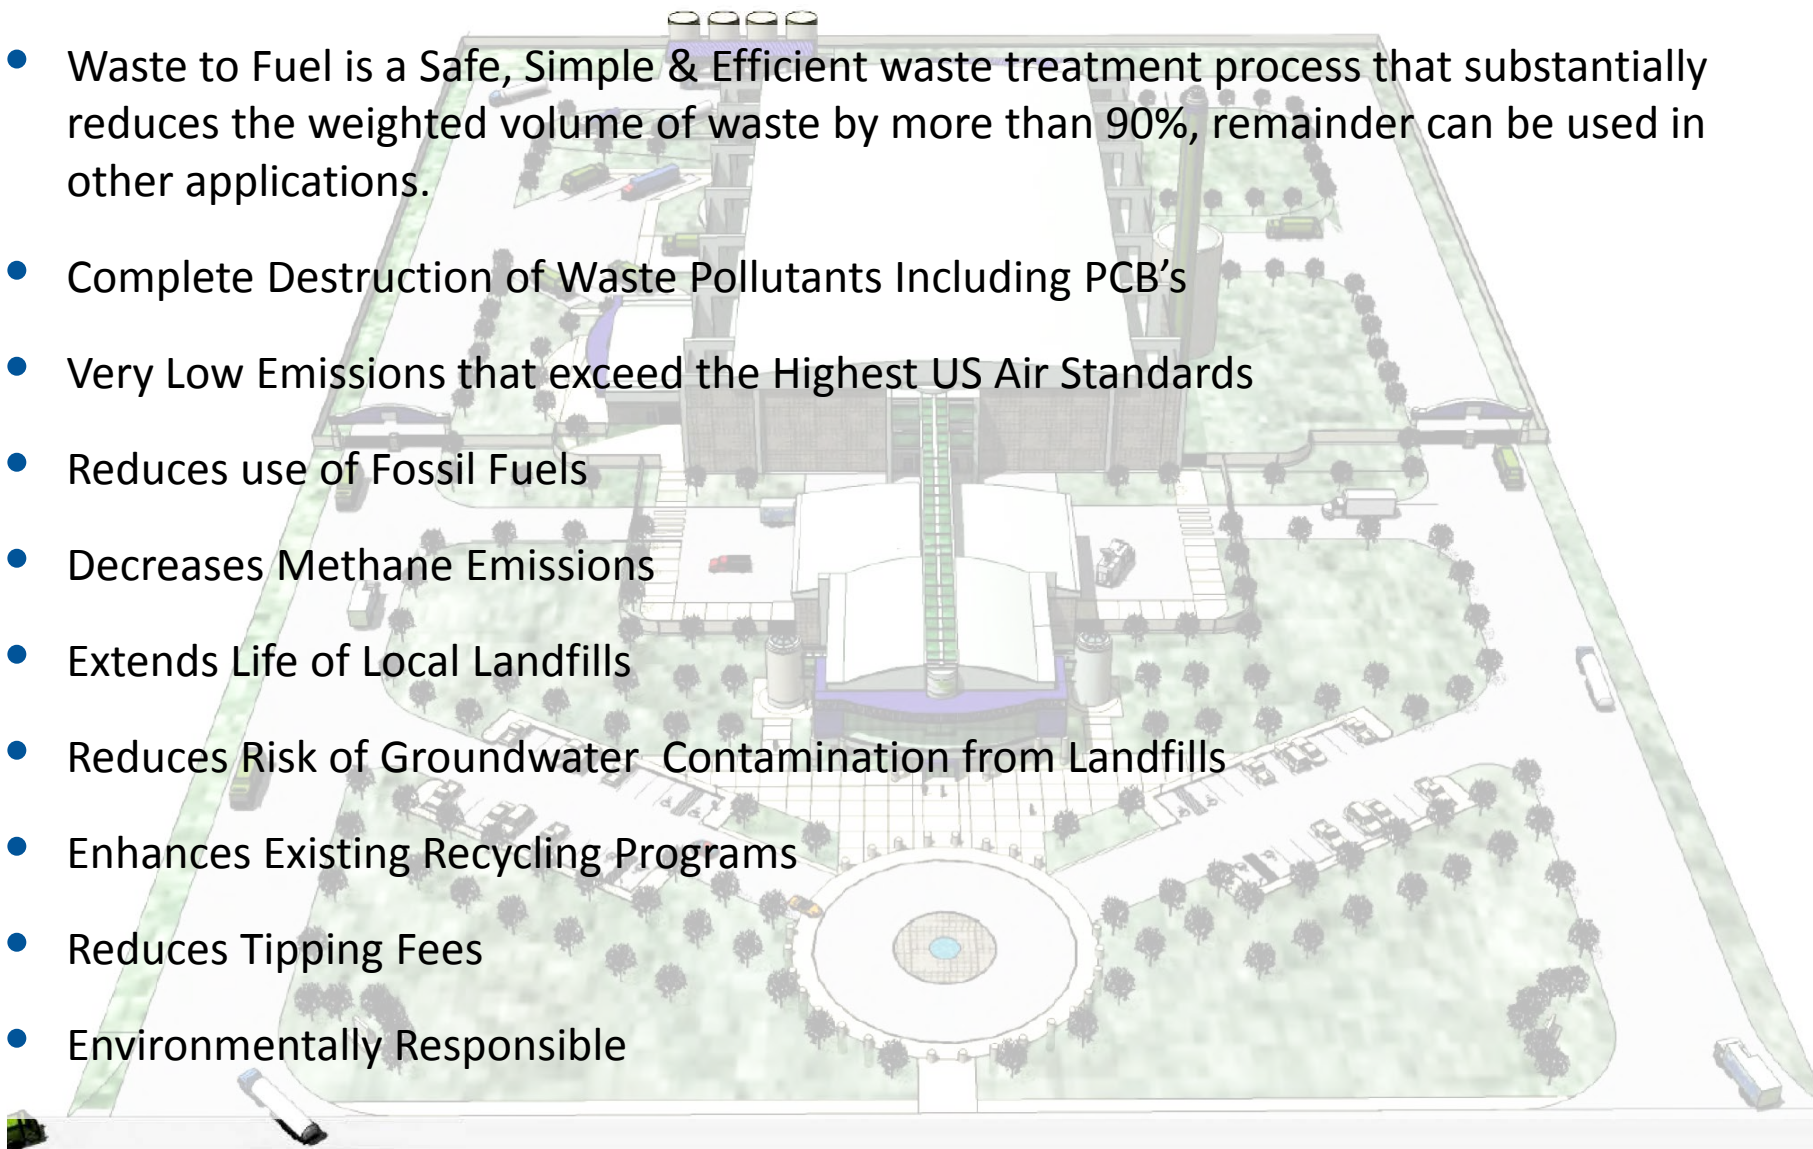 • Waste to Fuel is a Safe, Simple & Efficient waste treatment process that substantially
reduces the weighted volume of waste by more than 90%, remainder can be used in
other applications.
• Complete Destruction of Waste Pollutants Including PCB’s
• Very Low Emissions that exceed the Highest US Air Standards
• Reduces use of Fossil Fuels
• Decreases Methane Emissions
• Extends Life of Local Landfills
• Reduces Risk of Groundwater  Contamination from Landfills
• Enhances Existing Recycling Programs
• Reduces Tipping Fees
• Environmentally Responsible